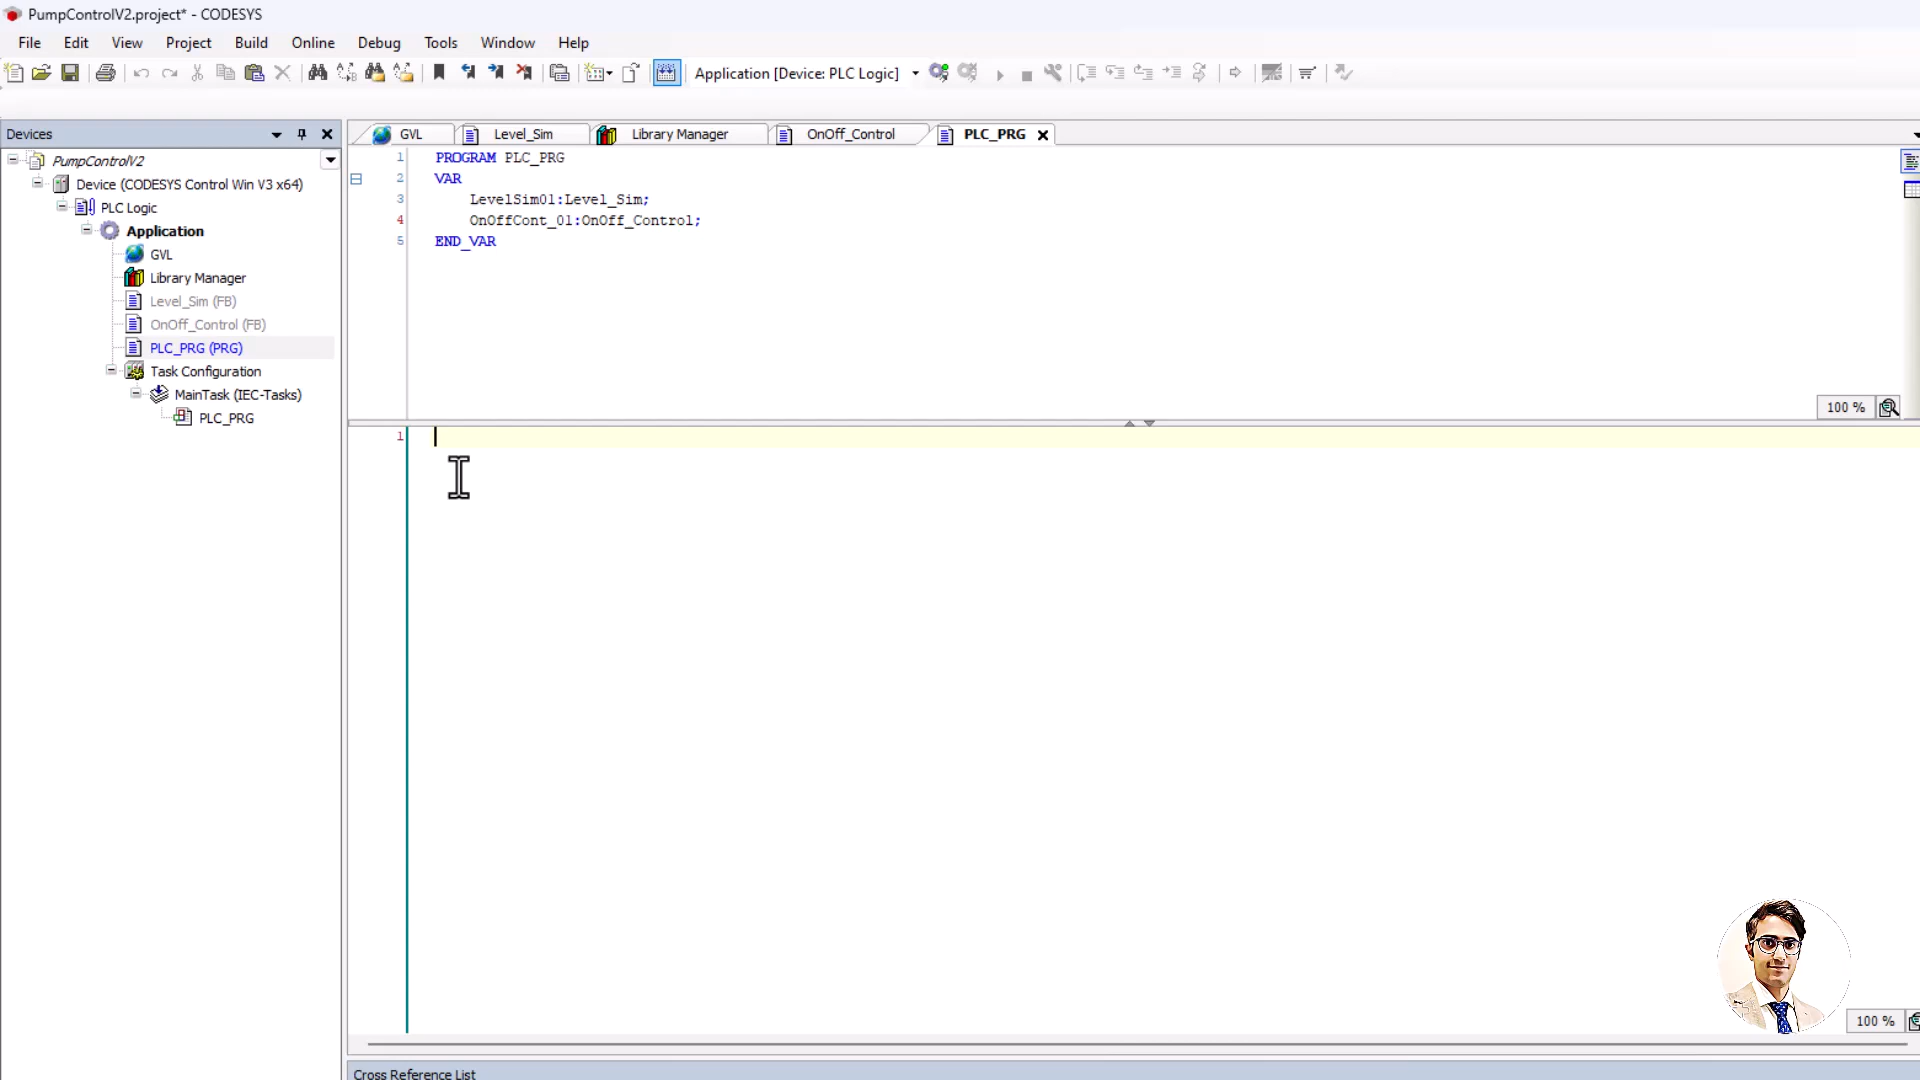 PumpControlV2.project* - CODESYS
File Edit View Project Build Online Debug Tools Window Help
Application [Device: PLC Logic]
Devices
PumpControlV2
Device (CODESYS Control Win V3 x64)
PLC Logic
Application
GVL
Library Manager
Level_Sim (FB)
OnOff_Control (FB)
PLC_PRG (PRG)
Task Configuration
MainTask (IEC-Tasks)
PLC_PRG
GVL Level_Sim Library Manager OnOff_Control PLC_PRG
1 PROGRAM PLC_PRG
2 VAR
3 LevelSim01:Level_Sim;
4 OnOffCont_01:OnOff_Control;
5 END_VAR
100 %
1
100 %
Cross Reference List